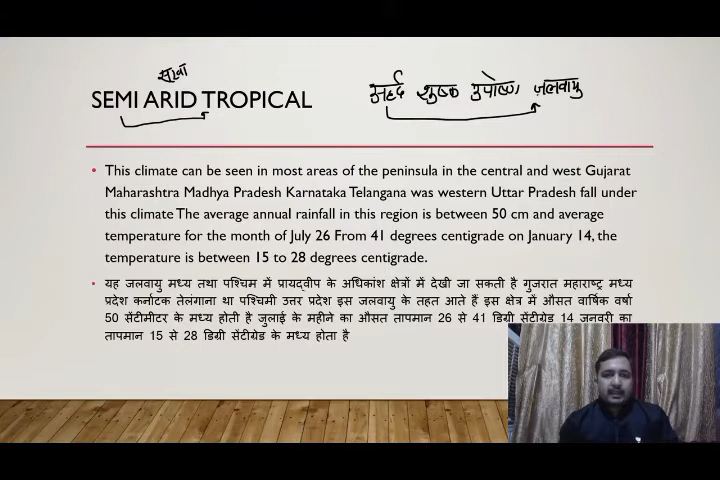 सूखा
SEMI ARID TROPICAL
अर्द्ध शुष्क उपोष्ण जलवायु
• This climate can be seen in most areas of the peninsula in the central and west Gujarat
Maharashtra Madhya Pradesh Karnataka Telangana was western Uttar Pradesh fall under
this climate The average annual rainfall in this region is between 50 cm and average
temperature for the month of July 26 From 41 degrees centigrade on January 14, the
temperature is between 15 to 28 degrees centigrade.
• यह जलवायु मध्य तथा पश्चिम में प्रायद्वीप के अधिकांश क्षेत्रों में देखी जा सकती है गुजरात महाराष्ट्र मध्य
प्रदेश कर्नाटक तेलंगाना था पश्चिमी उत्तर प्रदेश इस जलवायु के तहत आते हैं इस क्षेत्र में औसत वार्षिक वर्षा
50 सेंटीमीटर के मध्य होती है जुलाई के महीने का औसत तापमान 26 से 41 डिग्री सेंटीग्रेड 14 जनवरी का
तापमान 15 से 28 डिग्री सेंटीग्रेड के मध्य होता है